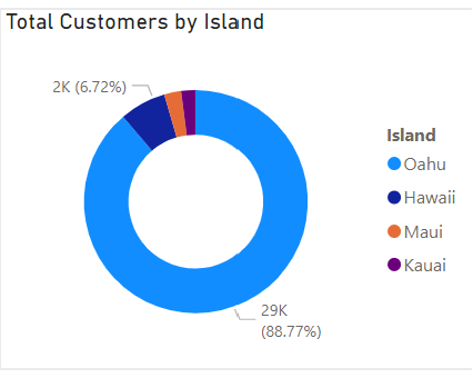 Total Customers by Island
2K (6.72%)
Island
Oahu
Hawaii
Maui
Kauai
29K
(88.77%)